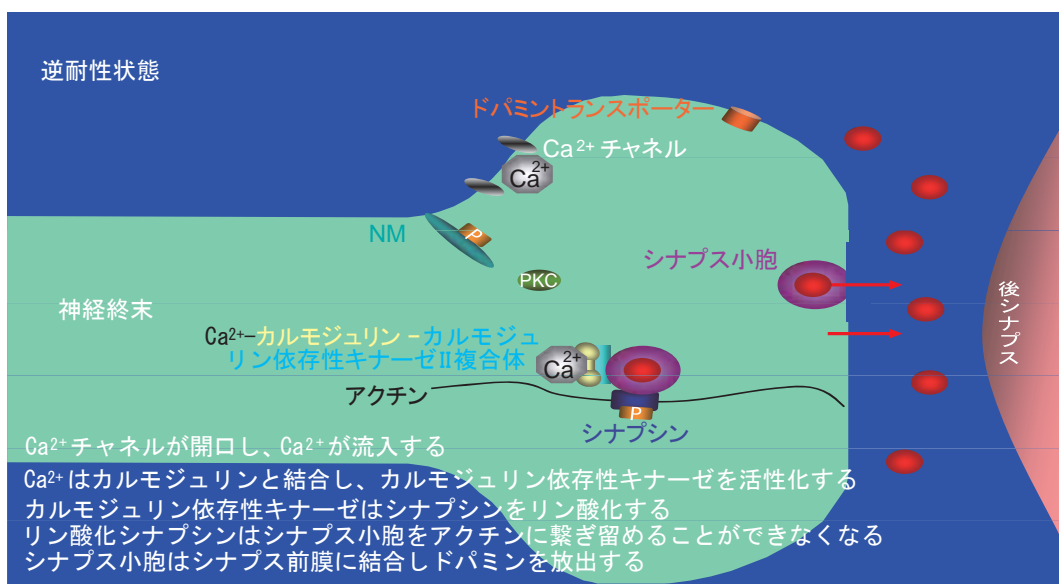 逆耐性状態
ドパミントランスポーター
Ca2+ チャネル
Ca2+
NM
P
PKC
シナプス小胞
神経終末
後シナプス
Ca2+–カルモジュリン－カルモジュ
リン依存性キナーゼⅡ複合体
Ca2+
アクチン
P
シナプシン
Ca2+チャネルが開口し、Ca2+が流入する
Ca2+はカルモジュリンと結合し、カルモジュリン依存性キナーゼを活性化する
カルモジュリン依存性キナーゼはシナプシンをリン酸化する
リン酸化シナプシンはシナプス小胞をアクチンに繋ぎ留めることができなくなる
シナプス小胞はシナプス前膜に結合しドパミンを放出する